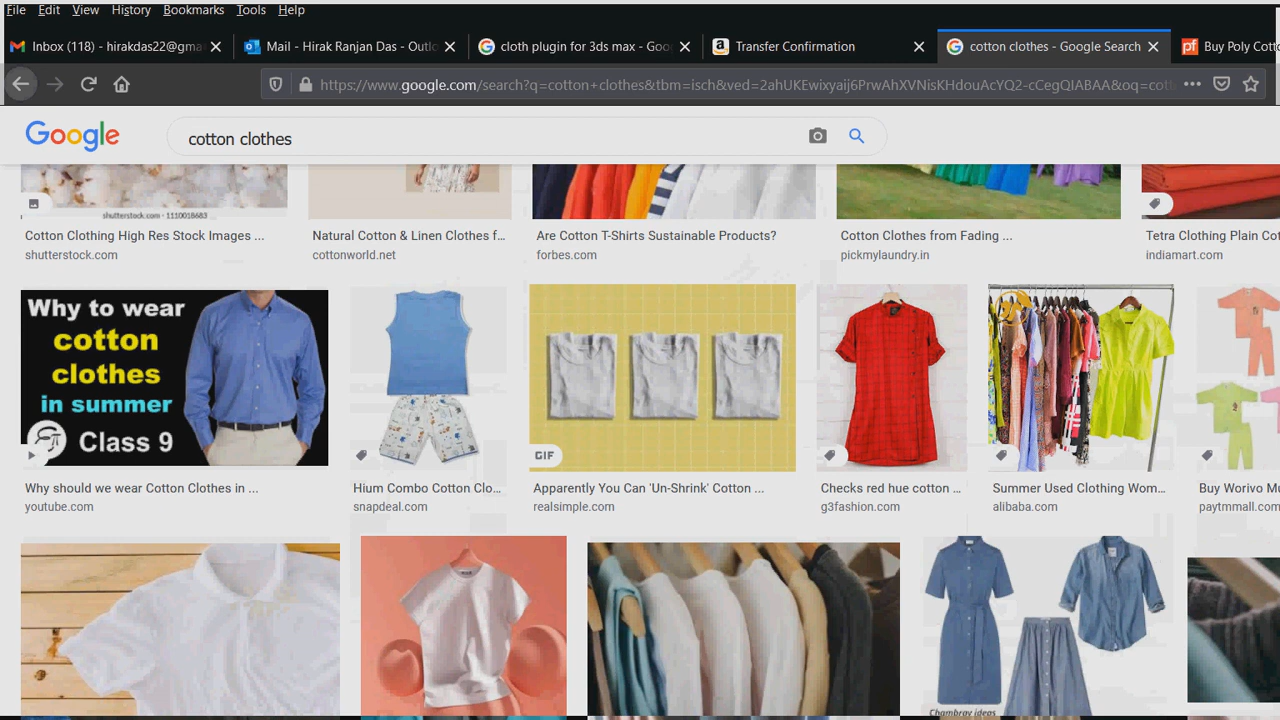 File Edit View History Bookmarks Tools Help
Inbox (118) - hirakdas22@gma
Mail - Hirak Ranjan Das - Outlo
cloth plugin for 3ds max - Goo
Transfer Confirmation
cotton clothes - Google Search
Buy Poly Cotto
https://www.google.com/search?q=cotton+clothes&tbm=isch&ved=2ahUKEwixyaij6PrwAhXVNisKHdouAcYQ2-cCegQIABAA&oq=cott
Google
cotton clothes
shutterstock.com · 1110018683
Cotton Clothing High Res Stock Images ...
shutterstock.com
Natural Cotton & Linen Clothes f...
cottonworld.net
Are Cotton T-Shirts Sustainable Products?
forbes.com
Cotton Clothes from Fading ...
pickmylaundry.in
Tetra Clothing Plain Cot
indiamart.com
Why to wear
cotton
clothes
in summer
Class 9
GIF
Why should we wear Cotton Clothes in ...
youtube.com
Hium Combo Cotton Clo...
snapdeal.com
Apparently You Can 'Un-Shrink' Cotton ...
realsimple.com
Checks red hue cotton ...
g3fashion.com
Summer Used Clothing Wom...
alibaba.com
Buy Worivo Mu
paytmmall.com
Chambray ideas